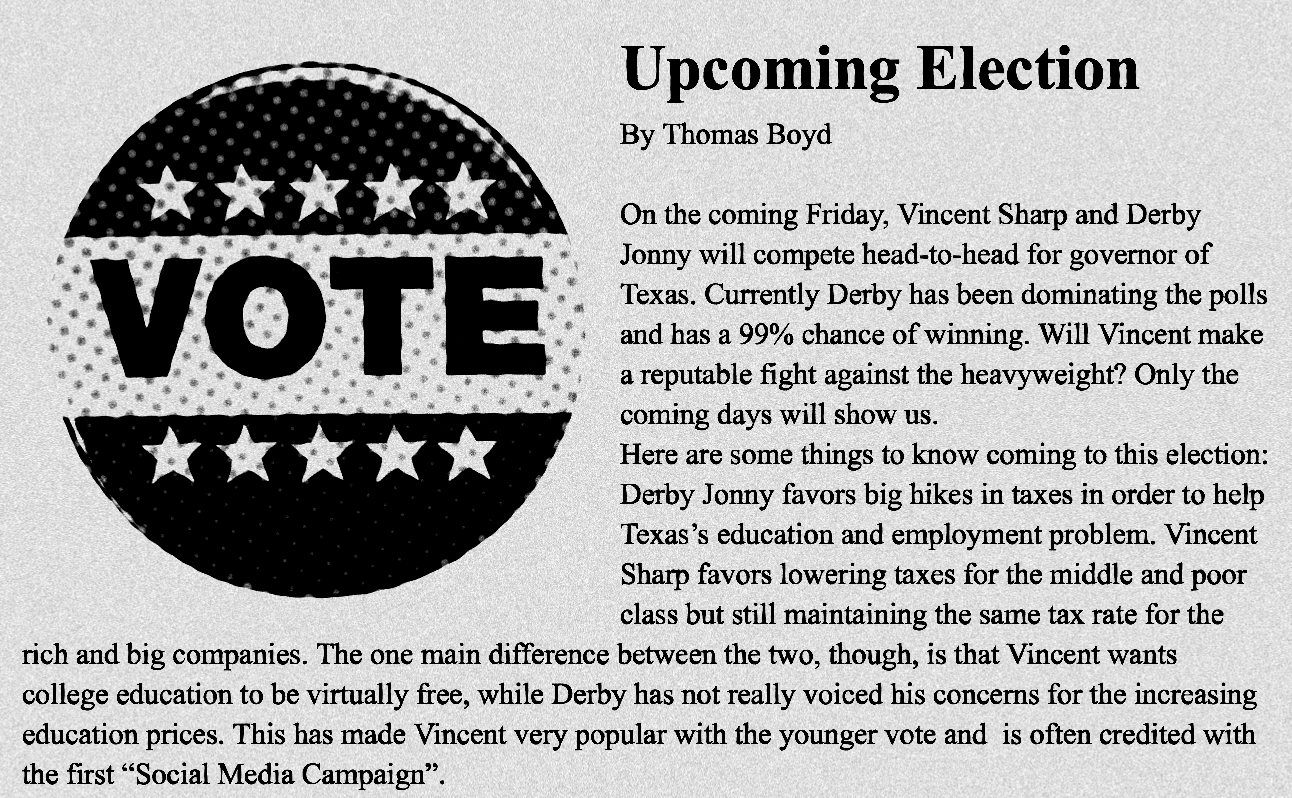 VOTE
Upcoming Election
By Thomas Boyd
On the coming Friday, Vincent Sharp and Derby
Jonny will compete head-to-head for governor of
Texas. Currently Derby has been dominating the polls
and has a 99% chance of winning. Will Vincent make
a reputable fight against the heavyweight? Only the
coming days will show us.
Here are some things to know coming to this election:
Derby Jonny favors big hikes in taxes in order to help
Texas’s education and employment problem. Vincent
Sharp favors lowering taxes for the middle and poor
class but still maintaining the same tax rate for the
rich and big companies. The one main difference between the two, though, is that Vincent wants
college education to be virtually free, while Derby has not really voiced his concerns for the increasing
education prices. This has made Vincent very popular with the younger vote and  is often credited with
the first “Social Media Campaign”.